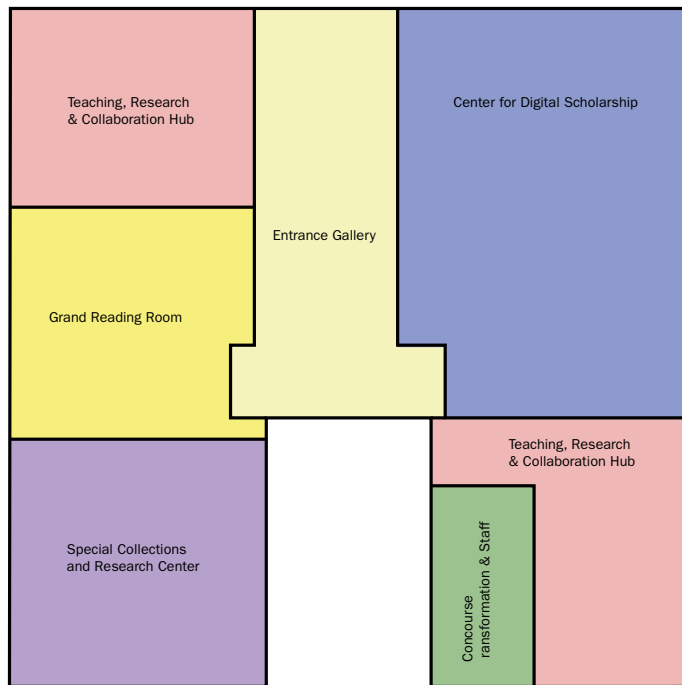 Teaching, Research
& Collaboration Hub
Center for Digital Scholarship
Entrance Gallery
Grand Reading Room
Teaching, Research
& Collaboration Hub
Special Collections
and Research Center
Concourse
ransformation & Staff